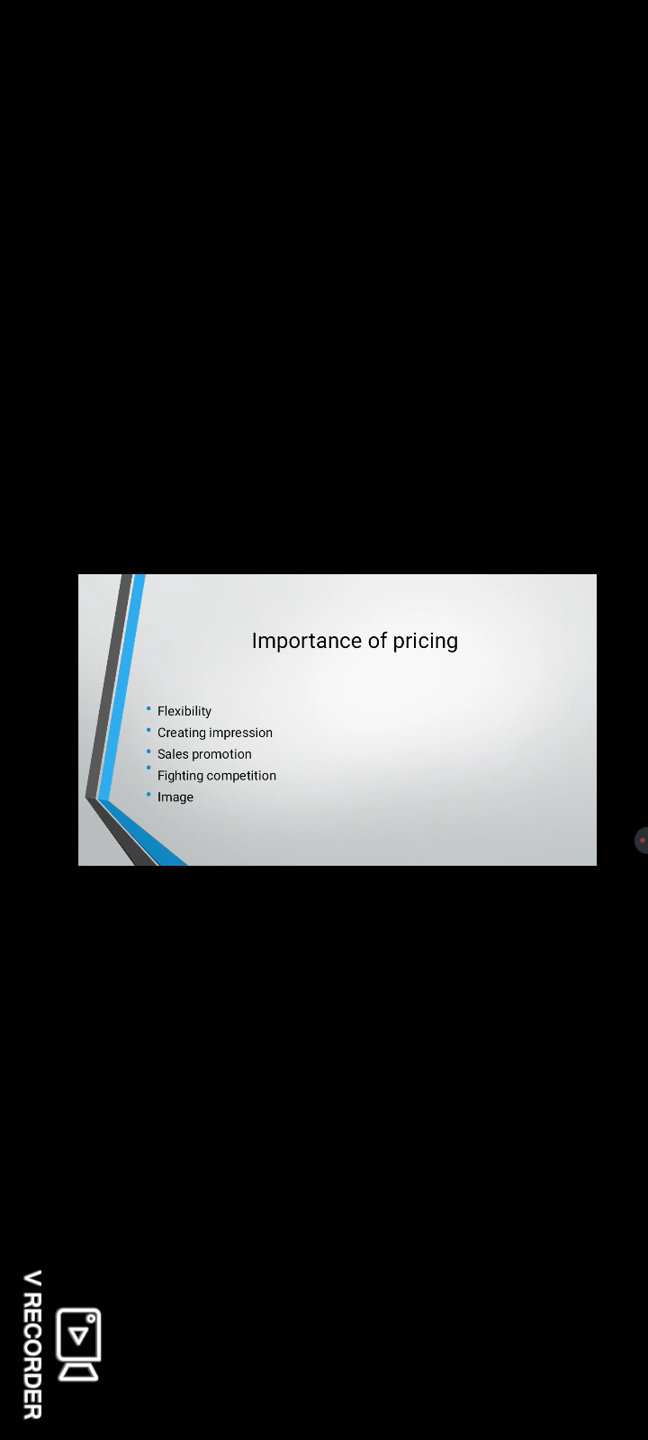 Importance of pricing
Flexibility
Creating impression
Sales promotion
Fighting competition
Image
V RECORDER